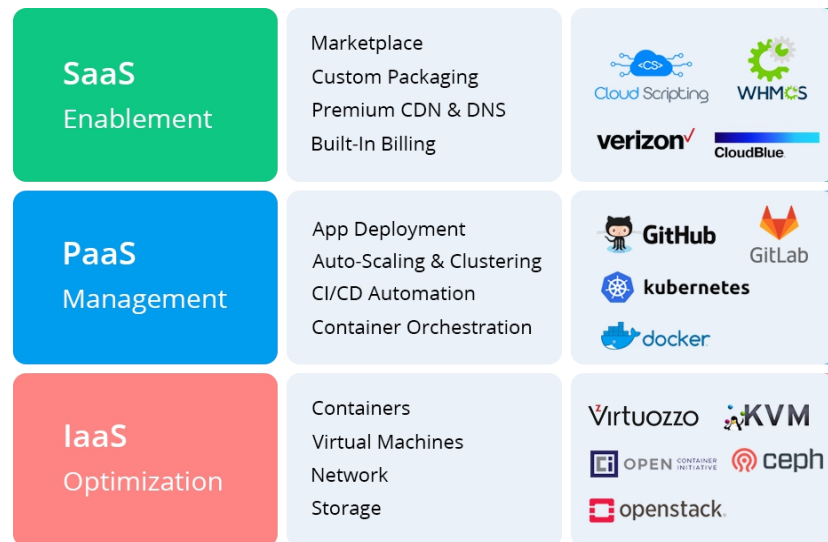 SaaS
Enablement
Marketplace
Custom Packaging
Premium CDN & DNS
Built-In Billing
<CS>
Cloud Scripting
WHMCS
verizon
CloudBlue
PaaS
Management
App Deployment
Auto-Scaling & Clustering
CI/CD Automation
Container Orchestration
GitHub
GitLab
kubernetes
docker
IaaS
Optimization
Containers
Virtual Machines
Network
Storage
Virtuozzo
KVM
OPEN CONTAINER INITIATIVE
ceph
openstack.